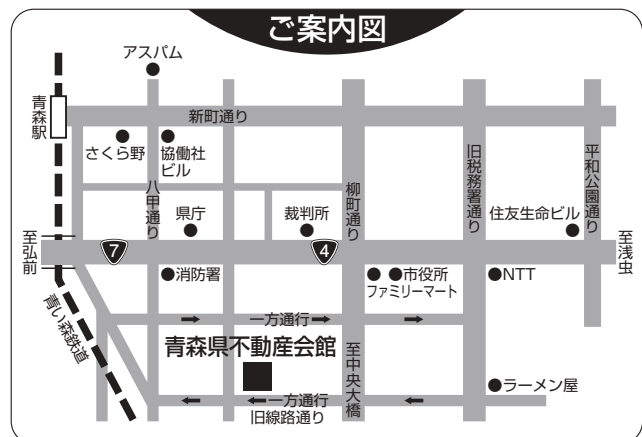 ご案内図
アスパム
青森駅
新町通り
さくら野
協働社
ビル
八甲通り
県庁
裁判所
柳町通り
旧税務署通り
平和公園通り
住友生命ビル
至弘前
7
4
至浅虫
消防署
市役所
ファミリーマート
NTT
青い森鉄道
一方通行
青森県不動産会館
至中央大橋
ラーメン屋
一方通行
旧線路通り